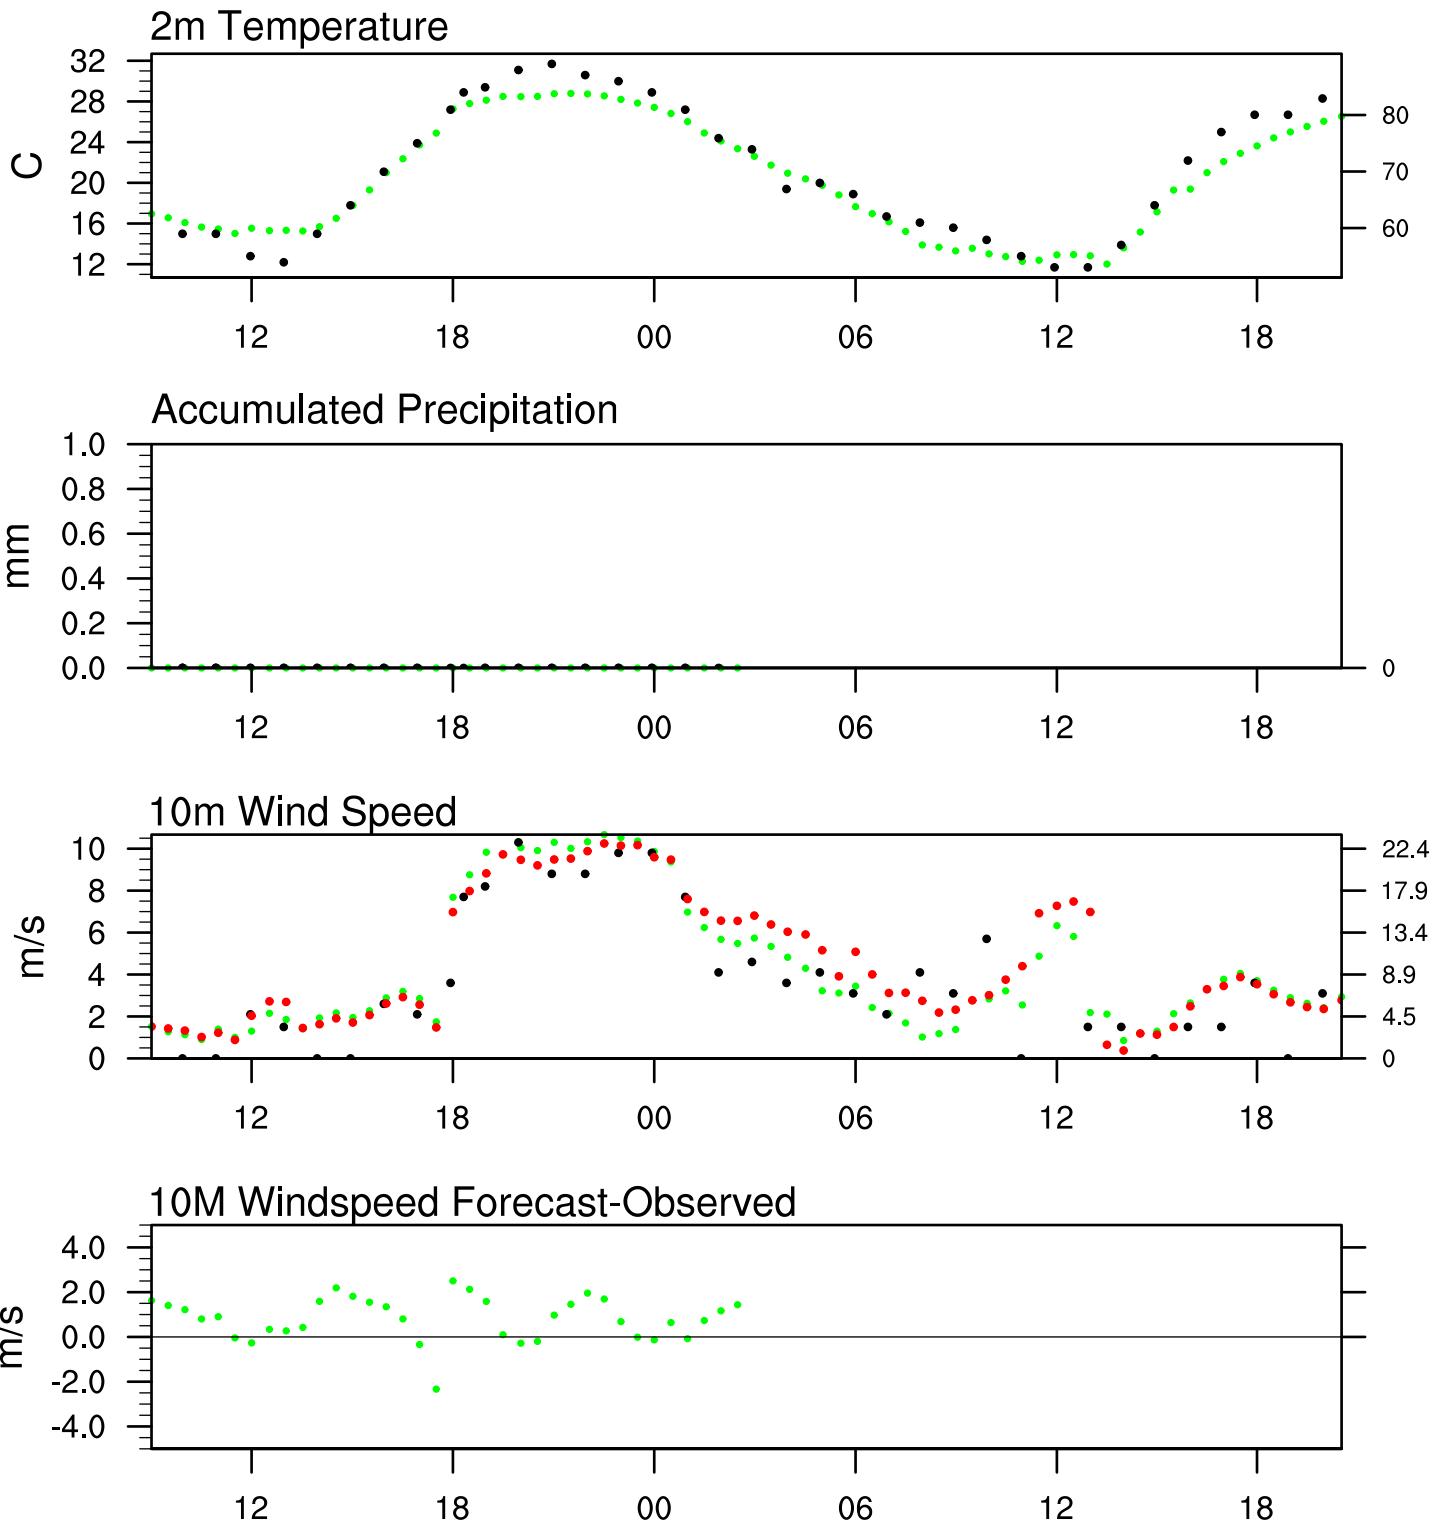 2m Temperature
32
28
24
20
16
12
C
80
70
60
12 18 00 06 12 18
Accumulated Precipitation
1.0
0.8
0.6
0.4
0.2
0.0
mm
0
12 18 00 06 12 18
10m Wind Speed
10
8
6
4
2
0
m/s
22.4
17.9
13.4
8.9
4.5
0
12 18 00 06 12 18
10M Windspeed Forecast-Observed
4.0
2.0
0.0
-2.0
-4.0
m/s
12 18 00 06 12 18